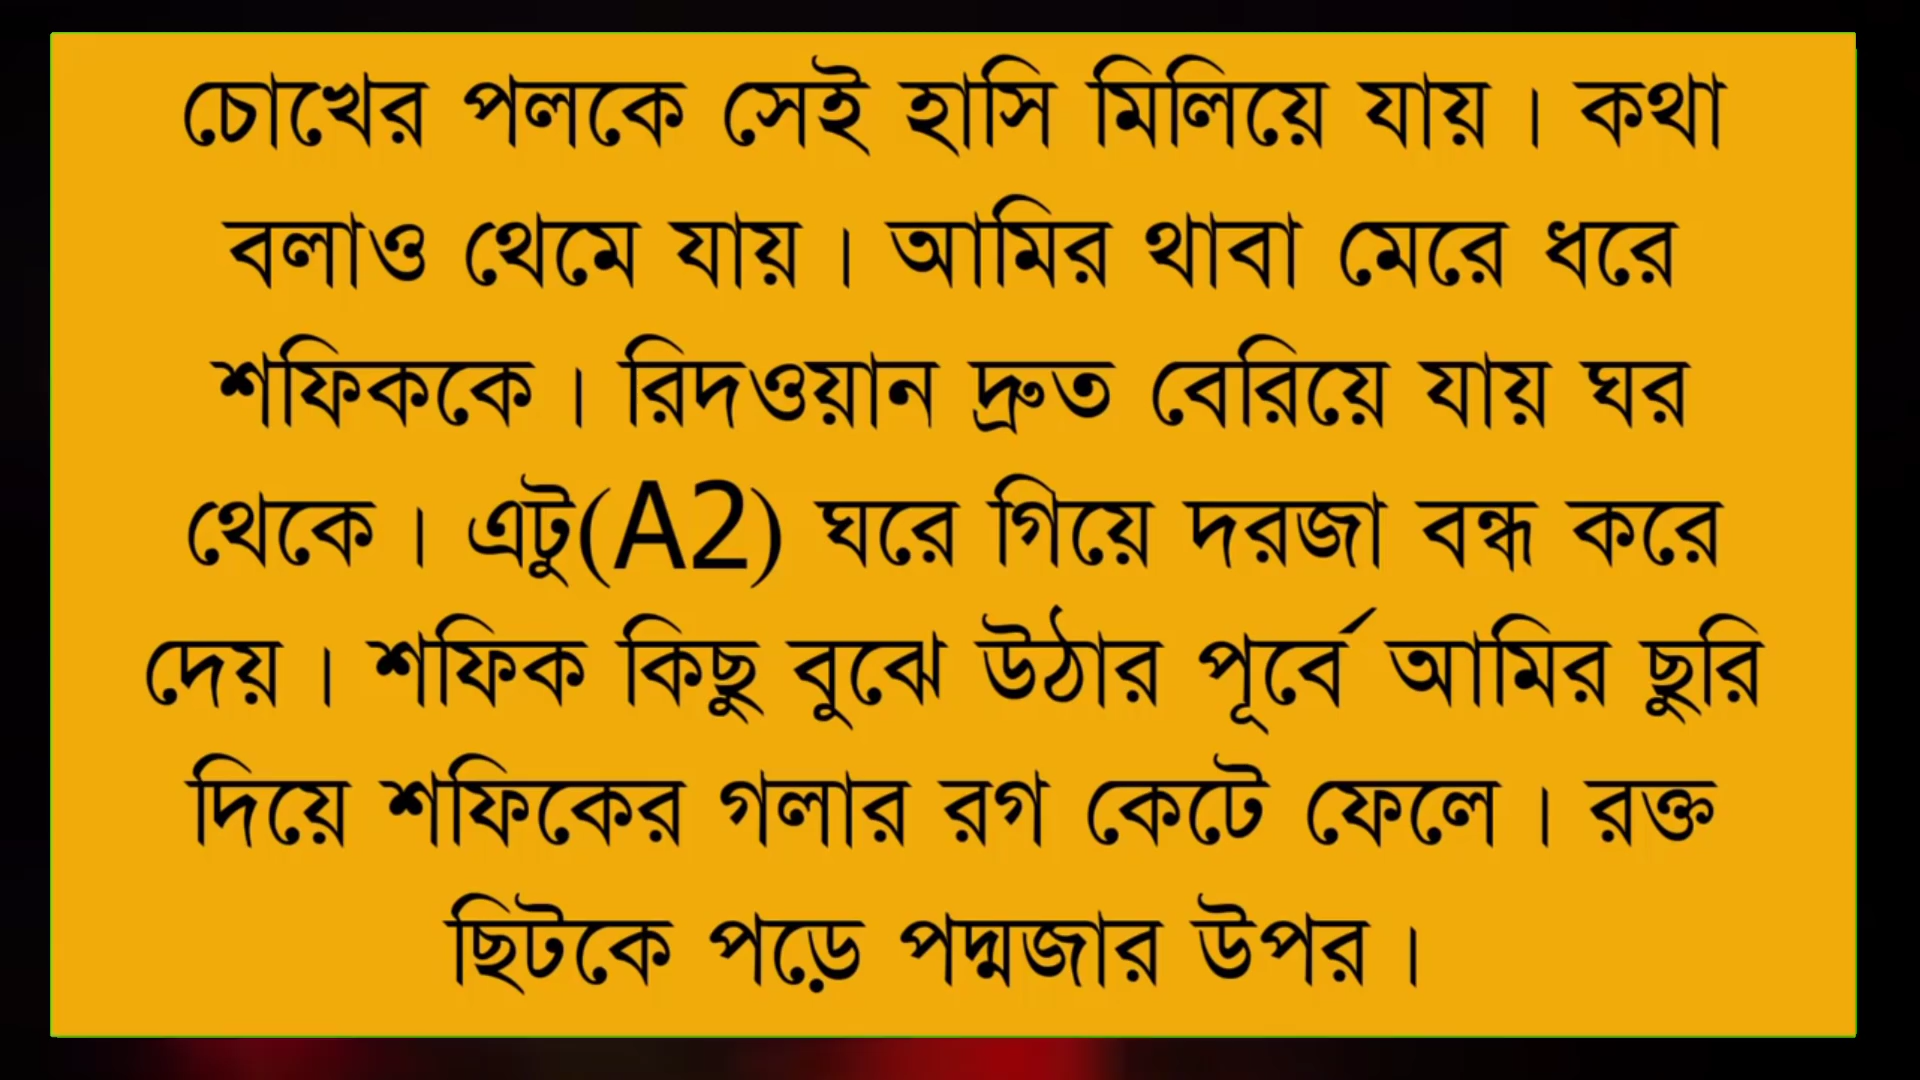 চোখের পলকে সেই হাসি মিলিয়ে যায়। কথা
বলাও থেমে যায়। আমির থাবা মেরে ধরে
শফিককে। রিদওয়ান দ্রুত বেরিয়ে যায় ঘর
থেকে। এটু(A2) ঘরে গিয়ে দরজা বন্ধ করে
দেয়। শফিক কিছু বুঝে উঠার পূর্বে আমির ছুরি
দিয়ে শফিকের গলার রগ কেটে ফেলে। রক্ত
ছিটকে পড়ে পদ্মজার উপর।